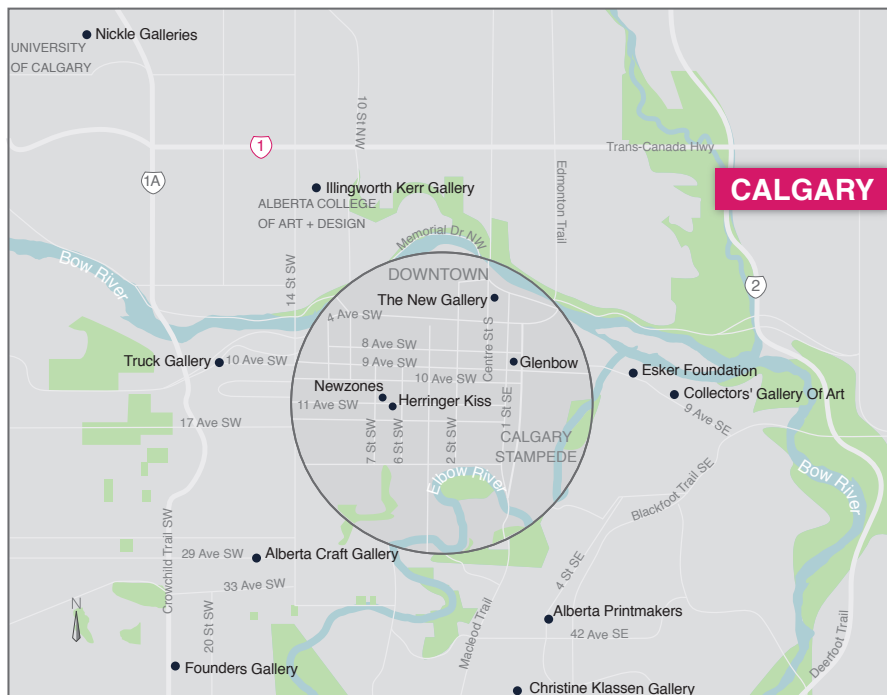 Nickle Galleries
UNIVERSITY
OF CALGARY
10 St NW
1
Trans-Canada Hwy
1A
Edmonton Trail
CALGARY
Illingworth Kerr Gallery
ALBERTA COLLEGE
OF ART + DESIGN
Memorial Dr NW
Bow River
14 St SW
DOWNTOWN
2
The New Gallery
4 Ave SW
Centre St S
8 Ave SW
Truck Gallery
10 Ave SW
9 Ave SW
Glenbow
10 Ave SW
Esker Foundation
Newzones
Collectors' Gallery Of Art
11 Ave SW
Herringer Kiss
9 Ave SE
17 Ave SW
7 St SW
6 St SW
2 St SW
1 St SE
CALGARY
STAMPEDE
Elbow River
Blackfoot Trail SE
Bow River
Crowchild Trail SW
29 Ave SW
Alberta Craft Gallery
33 Ave SW
4 St SE
N
20 St SW
Macleod Trail
Alberta Printmakers
42 Ave SE
Deerfoot Trail
Founders Gallery
Christine Klassen Gallery